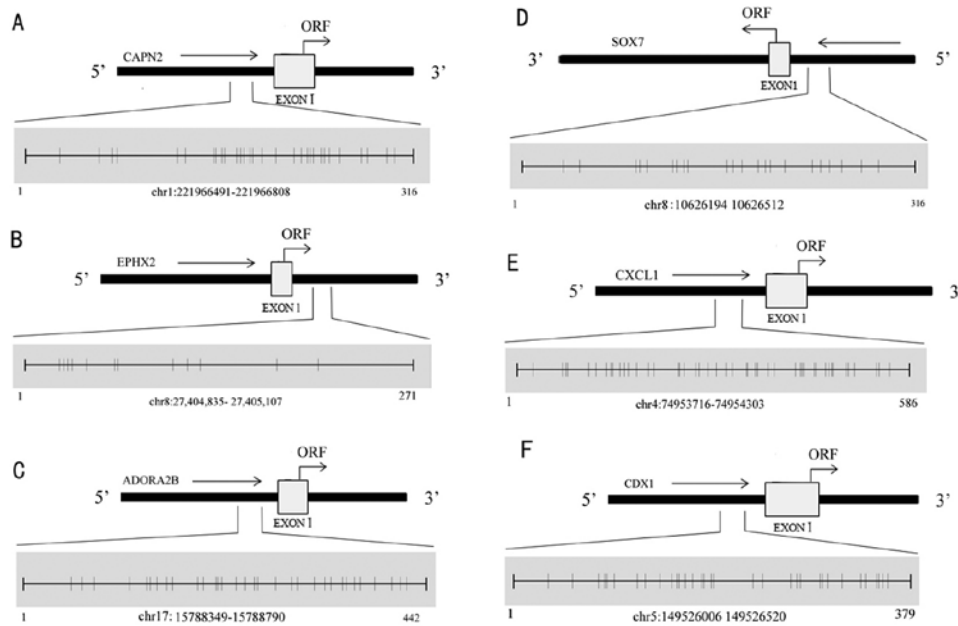 A
CAPN2
ORF
5’
3’
EXON I
1
chr1:221966491-221966808
316
B
EPHX2
ORF
5’
3’
EXON 1
1
chr8:27,404,835- 27,405,107
271
C
ADORA2B
ORF
5’
3’
EXON I
1
chr17: 15788349-15788790
442
D
ORF
SOX7
3’
5’
EXON1
1
chr8:10626194 10626512
316
E
CXCL1
ORF
5’
3
EXON I
1
chr4:74953716-74954303
586
F
CDX1
ORF
5’
3’
EXON I
1
chr5:149526006 149526520
379